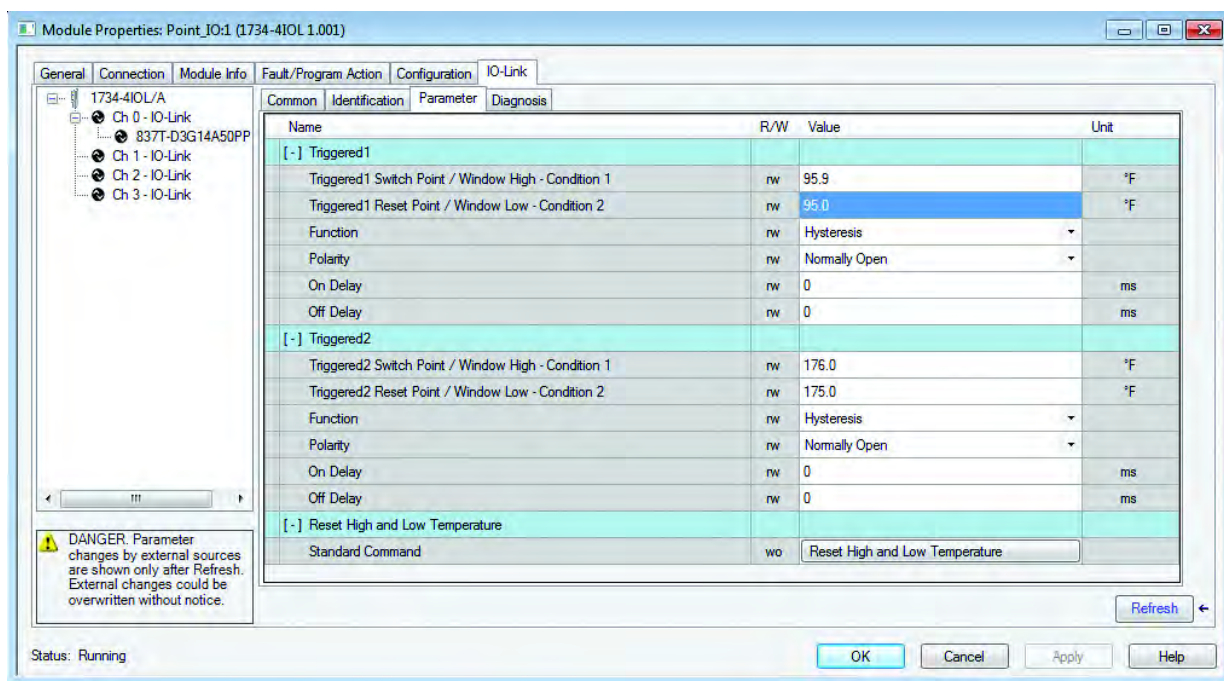 Module Properties: Point_IO:1 (1734-4IOL 1.001)
General Connection Module Info Fault/Program Action Configuration IO-Link
1734-4IOL/A
Ch 0 - IO-Link
837T-D3G14A50PP
Ch 1 - IO-Link
Ch 2 - IO-Link
Ch 3 - IO-Link
Common Identification Parameter Diagnosis
Name R/W Value Unit
[-] Triggered1
Triggered1 Switch Point / Window High - Condition 1 rw 95.9 °F
Triggered1 Reset Point / Window Low - Condition 2 rw 95.0 °F
Function rw Hysteresis
Polarity rw Normally Open
On Delay rw 0 ms
Off Delay rw 0 ms
[-] Triggered2
Triggered2 Switch Point / Window High - Condition 1 rw 176.0 °F
Triggered2 Reset Point / Window Low - Condition 2 rw 175.0 °F
Function rw Hysteresis
Polarity rw Normally Open
On Delay rw 0 ms
Off Delay rw 0 ms
[-] Reset High and Low Temperature
Standard Command wo Reset High and Low Temperature
DANGER. Parameter
changes by external sources
are shown only after Refresh.
External changes could be
overwritten without notice.
Refresh
Status: Running
OK Cancel Apply Help